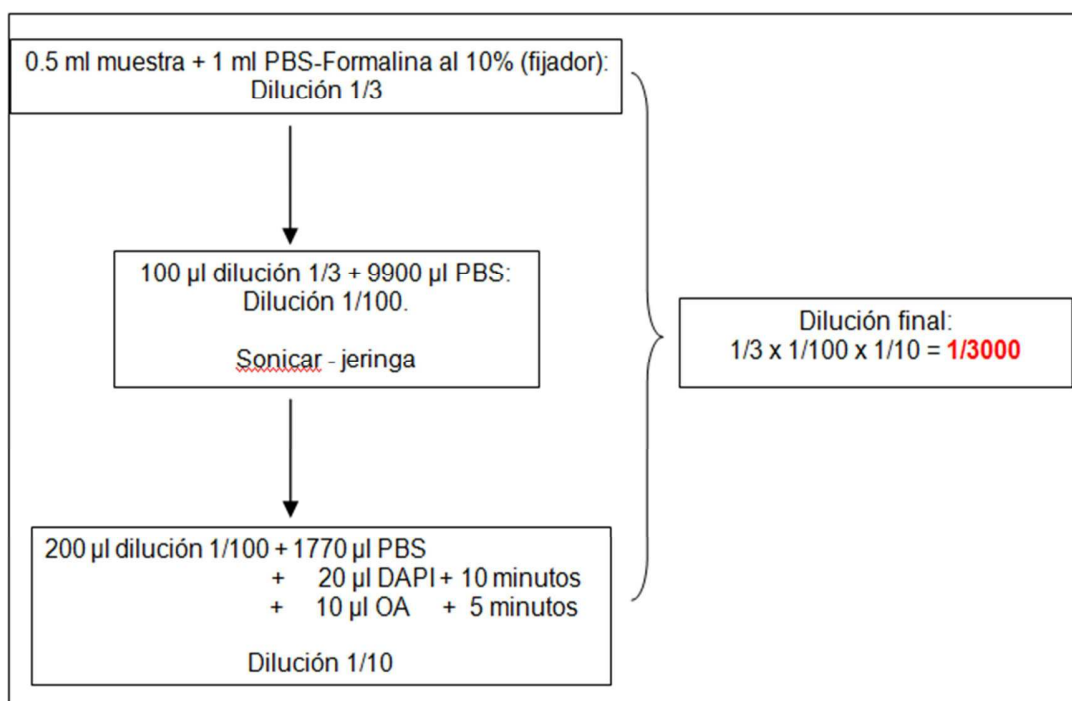 0.5 ml muestra + 1 ml PBS-Formalina al 10% (fijador):
Dilución 1/3
100 µl dilución 1/3 + 9900 µl PBS:
Dilución 1/100.
Sonicar - jeringa
Dilución final:
1/3 x 1/100 x 1/10 = 1/3000
200 µl dilución 1/100 + 1770 µl PBS
+ 20 µl DAPI + 10 minutos
+ 10 µl OA + 5 minutos
Dilución 1/10